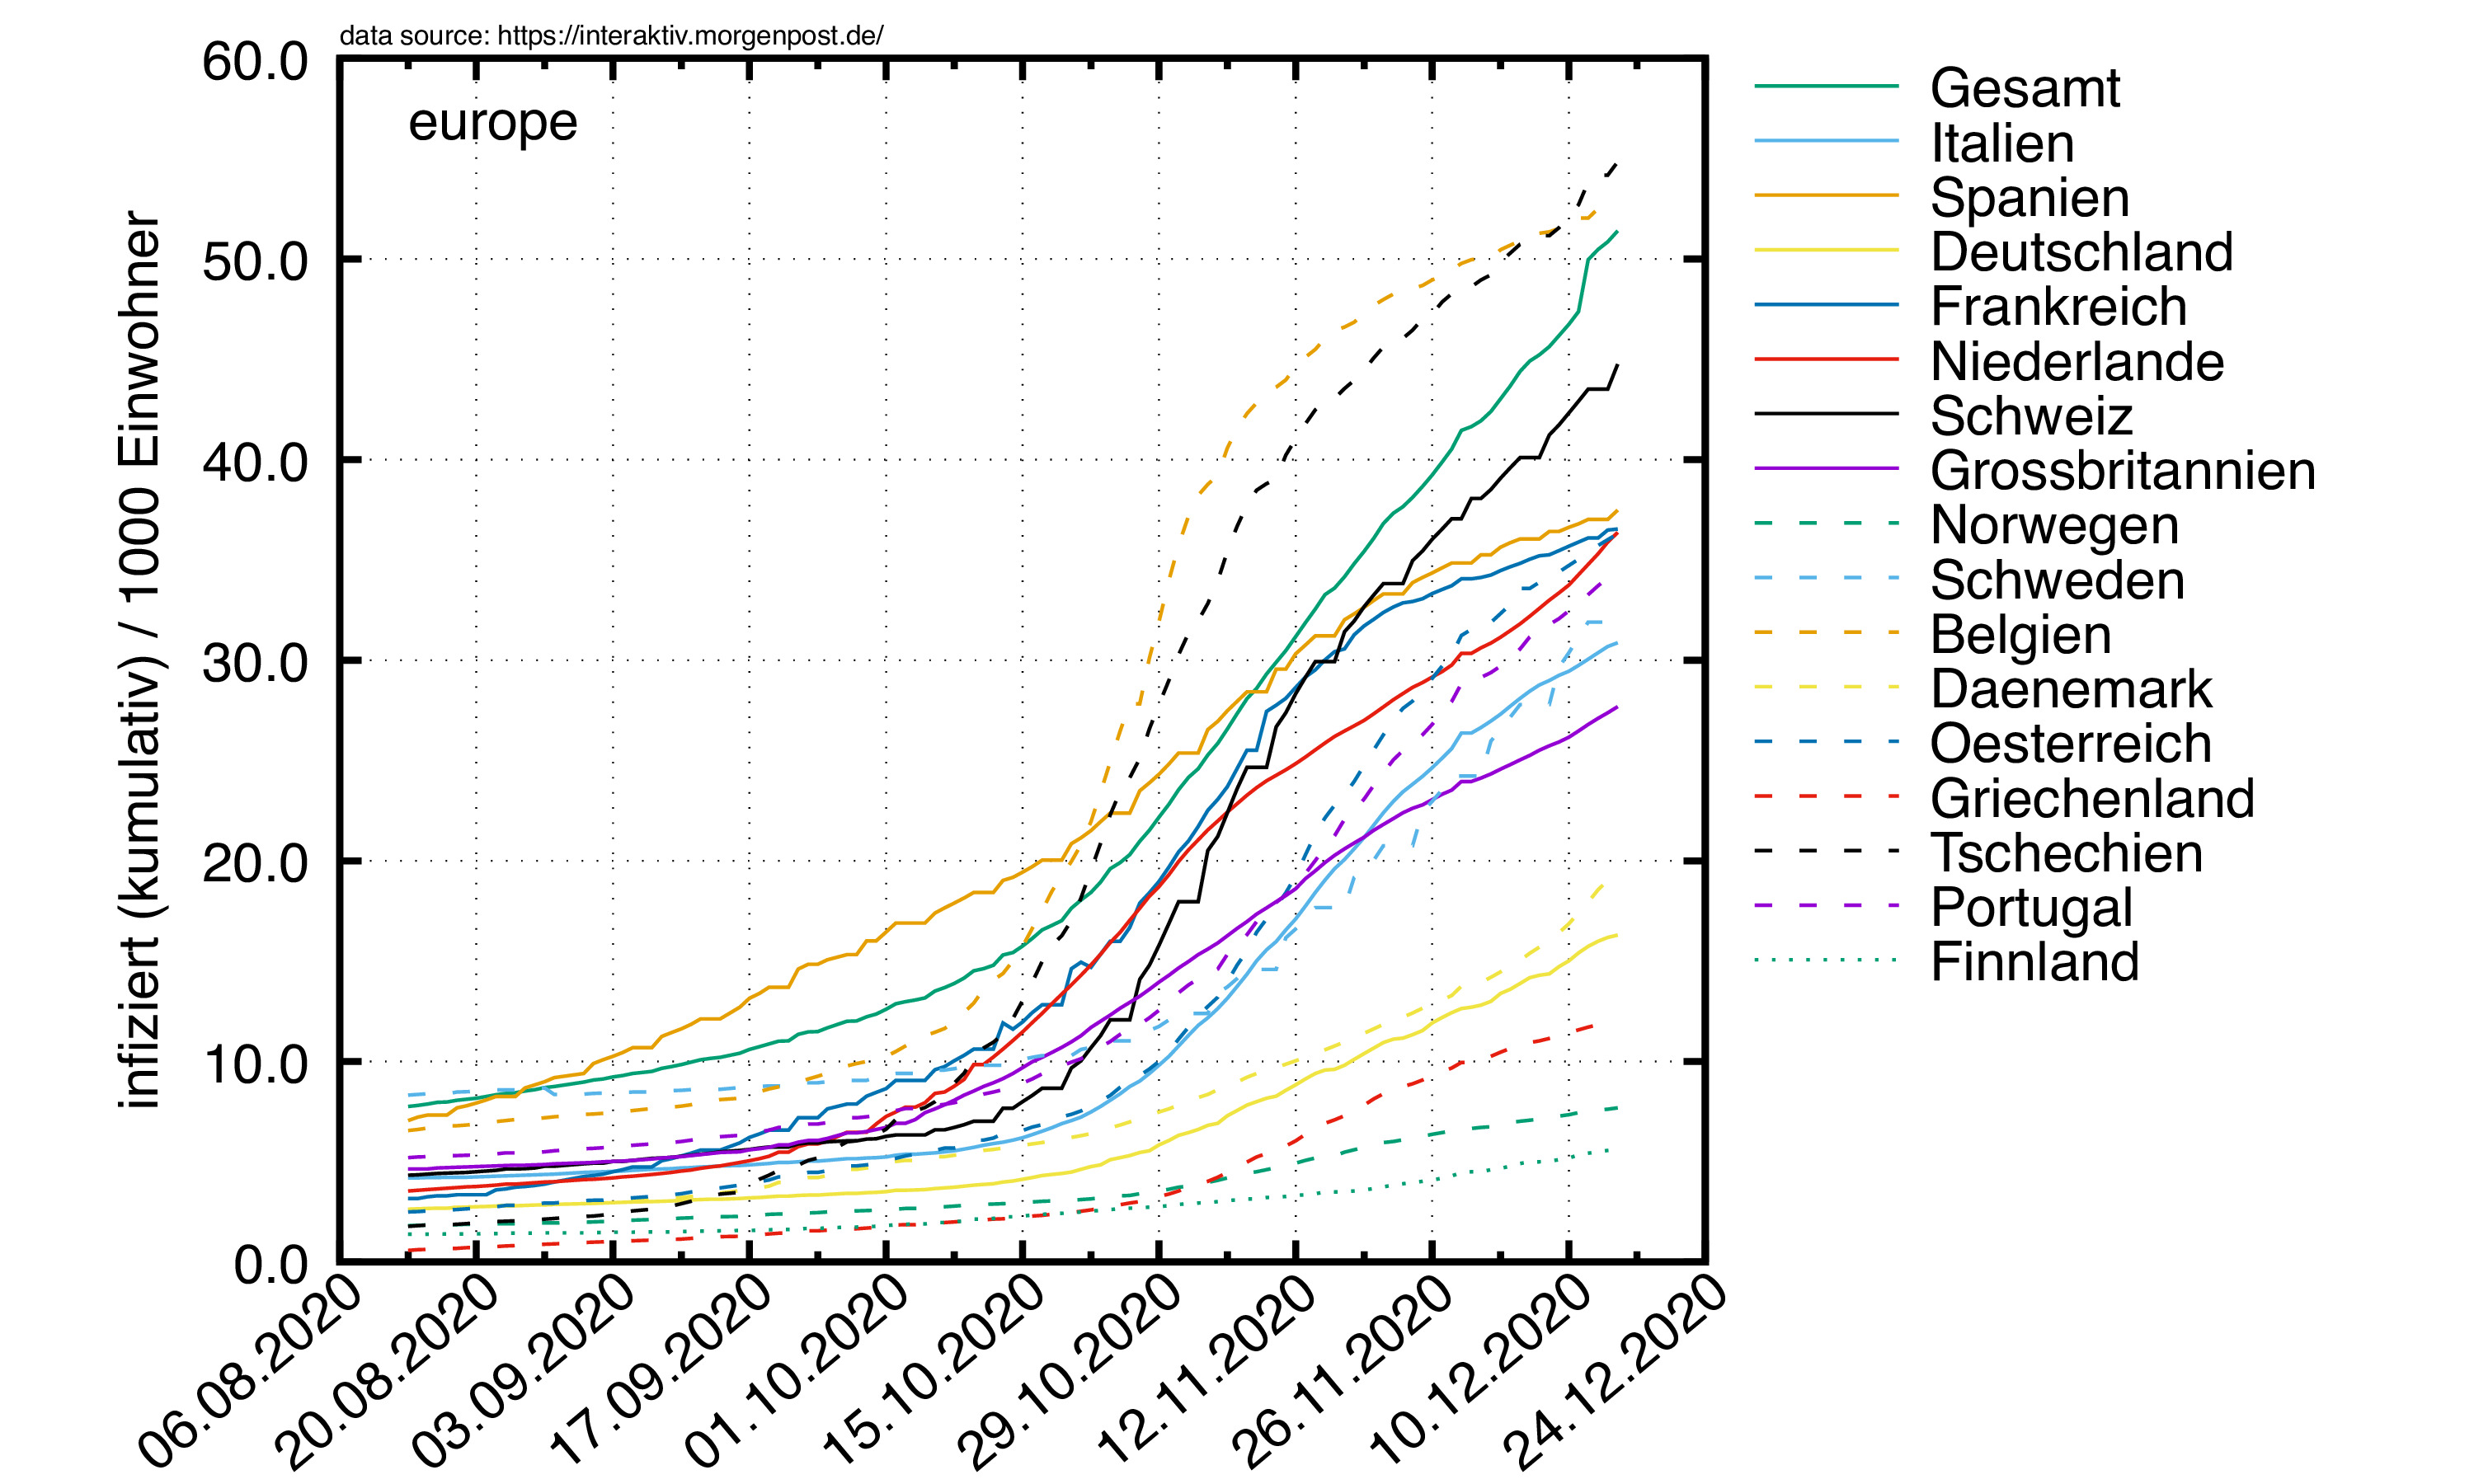 data source: https://interaktiv.morgenpost.de/
europe
infiziert (kumulativ) / 1000 Einwohner
60.0
50.0
40.0
30.0
20.0
10.0
0.0
06.08.2020
20.08.2020
03.09.2020
17.09.2020
01.10.2020
15.10.2020
29.10.2020
12.11.2020
26.11.2020
10.12.2020
24.12.2020
Gesamt
Italien
Spanien
Deutschland
Frankreich
Niederlande
Schweiz
Grossbritannien
Norwegen
Schweden
Belgien
Daenemark
Oesterreich
Griechenland
Tschechien
Portugal
Finnland